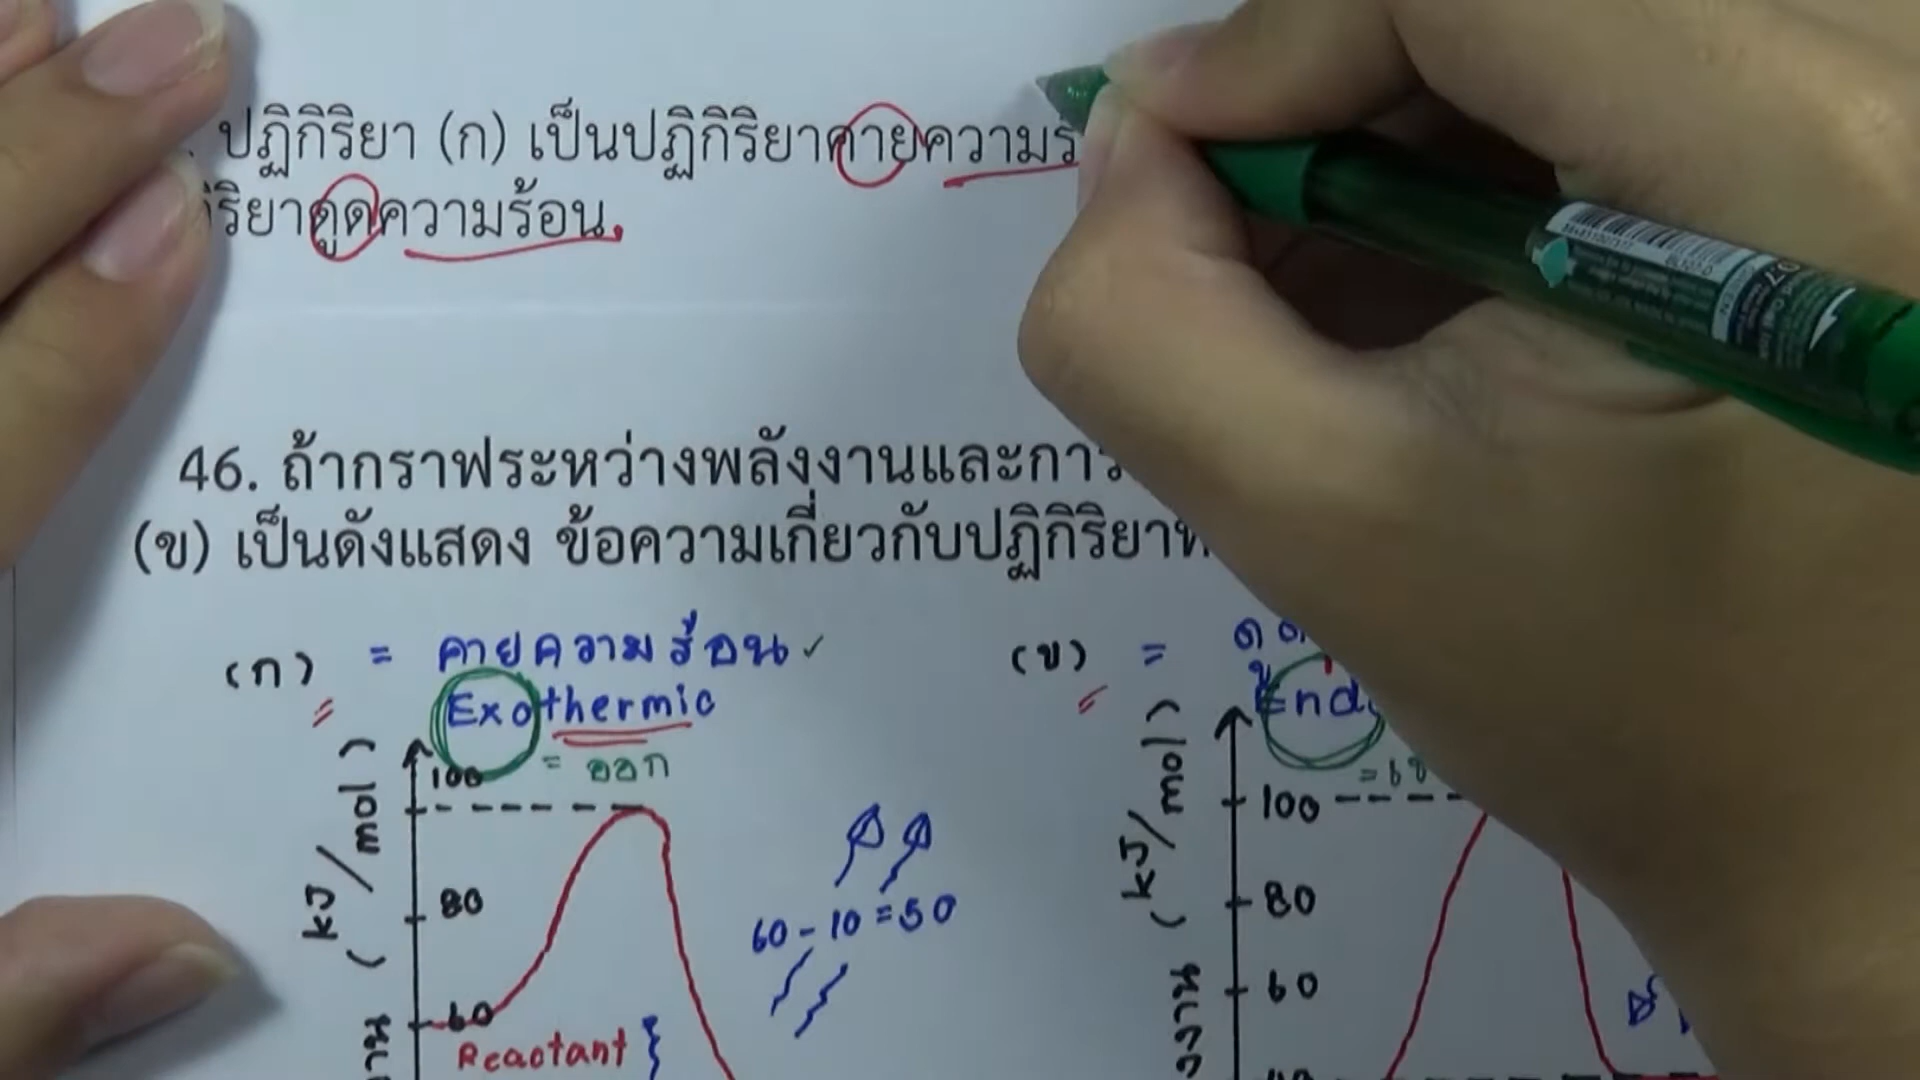 ปฏิกิริยา (ก) เป็นปฏิกิริยาคายความร
ริยาดูดความร้อน
46. ถ้ากราฟระหว่างพลังงานและการ
(ข) เป็นดังแสดง ข้อความเกี่ยวกับปฏิกิริยา
(ก) = คายความร้อน ✓
Exothermic
= ออก
(kJ/mol)
100
80
60
Reactant
60 - 10 = 50
(ข) = ดูด
End
= เข
(kJ/mol)
100
80
60